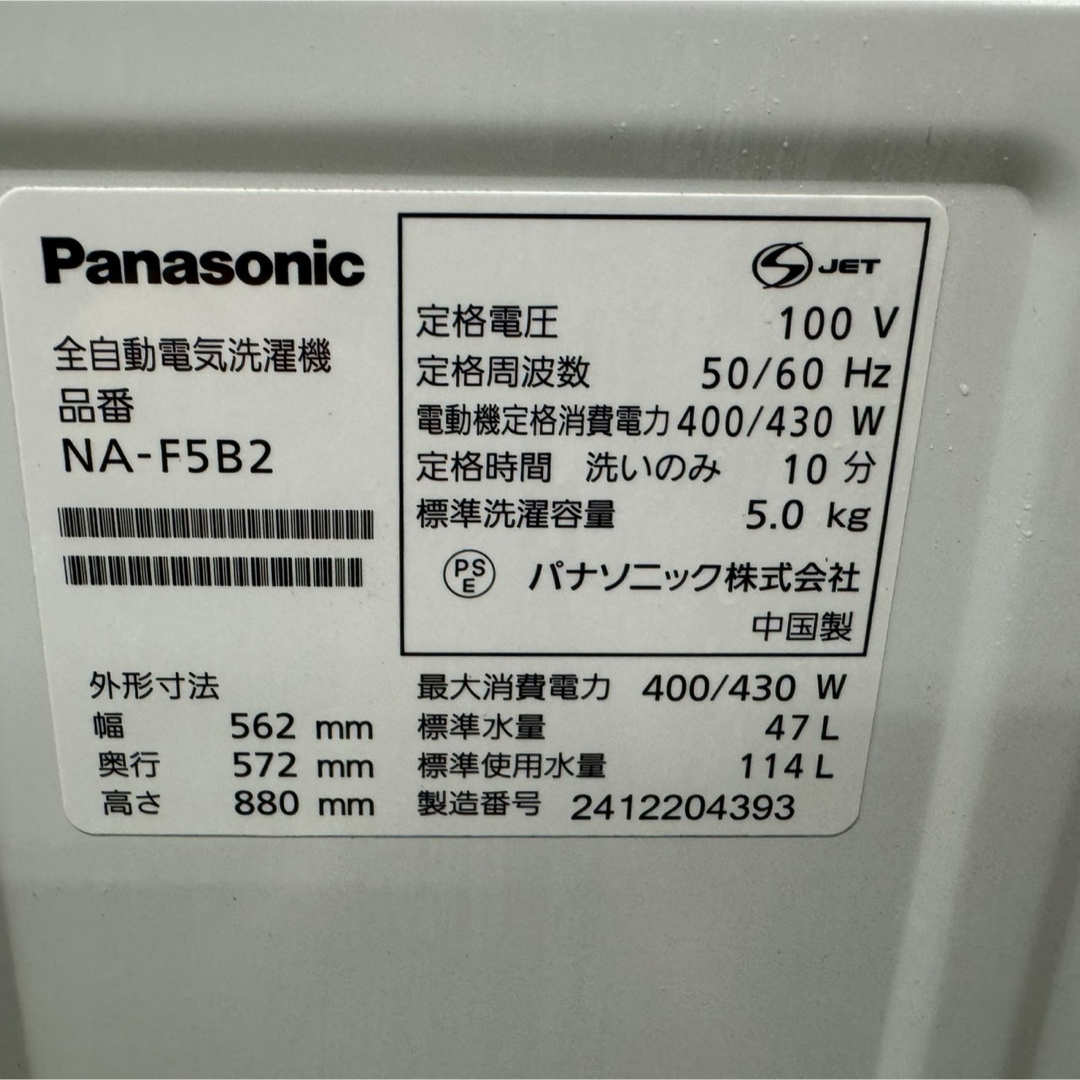 Panasonic
全自動電気洗濯機
品番
NA-F5B2
外形寸法
幅 562 mm
奥行 572 mm
高さ 880 mm
JET
定格電圧 100 V
定格周波数 50/60 Hz
電動機定格消費電力 400/430 W
定格時間 洗いのみ 10 分
標準洗濯容量 5.0 kg
PS
E パナソニック株式会社
中国製
最大消費電力 400/430 W
標準水量 47 L
標準使用水量 114 L
製造番号 2412204393